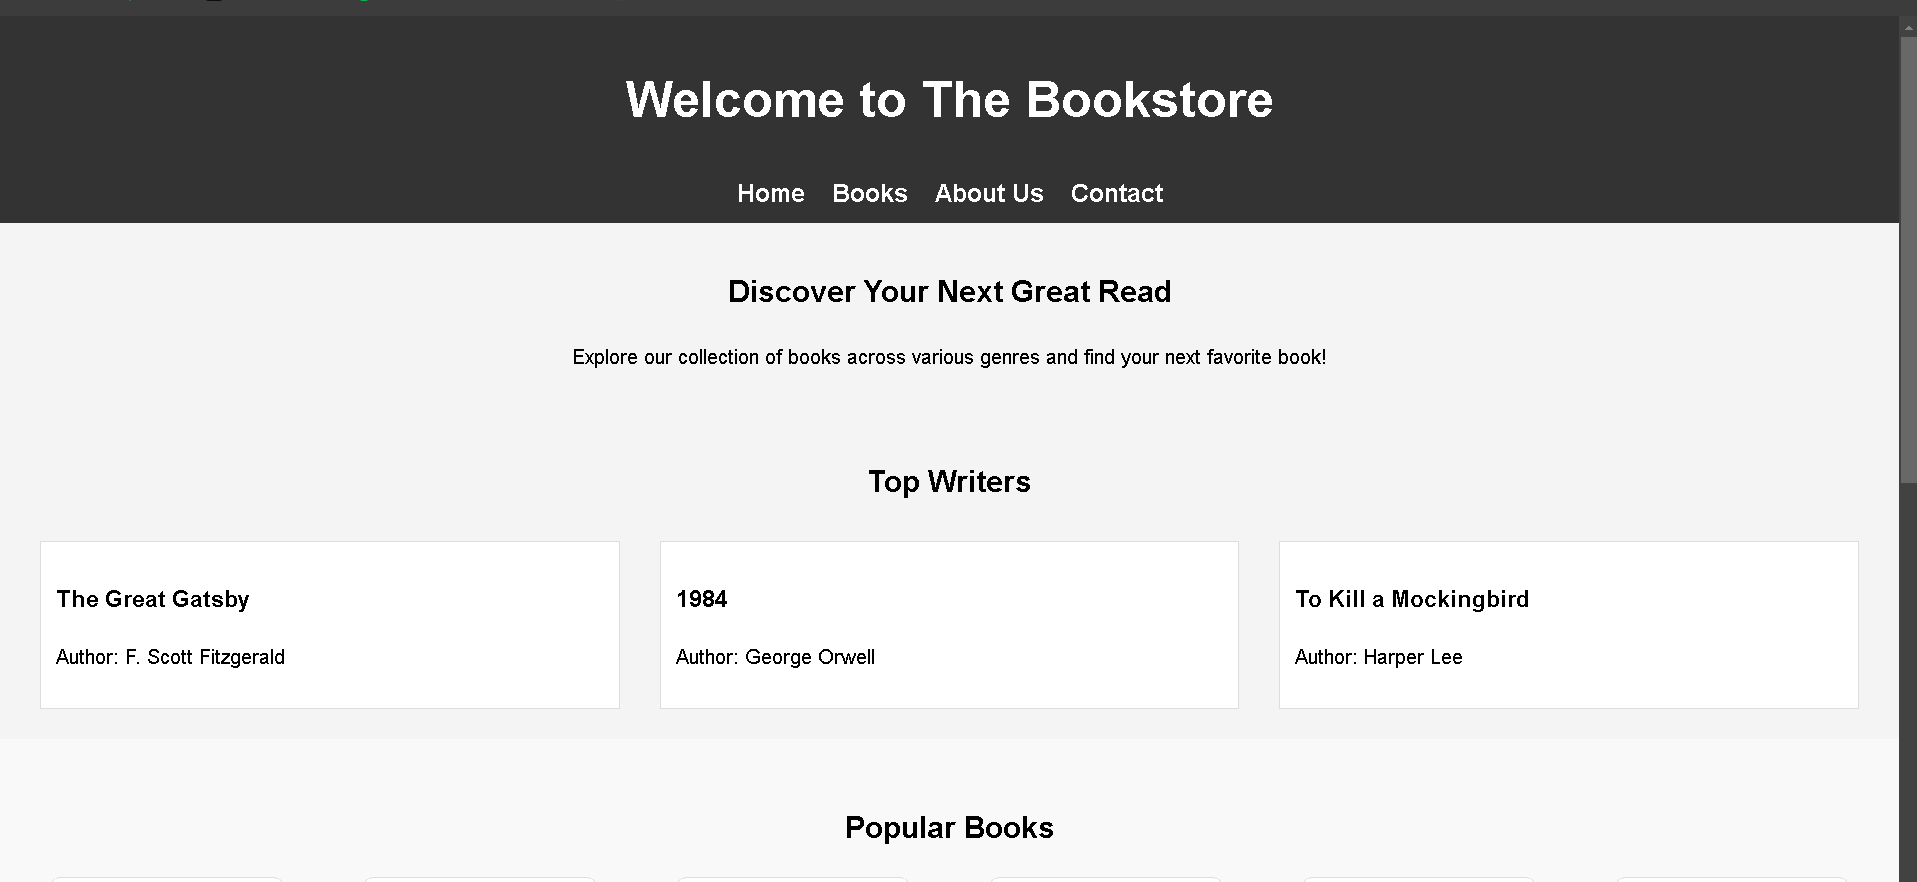 Welcome to The Bookstore
Home Books About Us Contact
Discover Your Next Great Read
Explore our collection of books across various genres and find your next favorite book!
Top Writers
The Great Gatsby
Author: F. Scott Fitzgerald
1984
Author: George Orwell
To Kill a Mockingbird
Author: Harper Lee
Popular Books